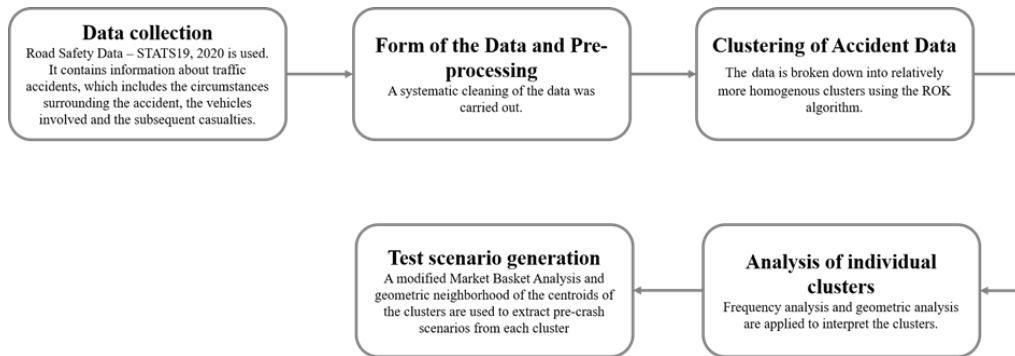 Data collection
Road Safety Data – STATS19, 2020 is used.
It contains information about traffic
accidents, which includes the circumstances
surrounding the accident, the vehicles
involved and the subsequent casualties.
Form of the Data and Pre-
processing
A systematic cleaning of the data was
carried out.
Clustering of Accident Data
The data is broken down into relatively
more homogenous clusters using the ROK
algorithm.
Analysis of individual
clusters
Frequency analysis and geometric analysis
are applied to interpret the clusters.
Test scenario generation
A modified Market Basket Analysis and
geometric neighborhood of the centroids of
the clusters are used to extract pre-crash
scenarios from each cluster